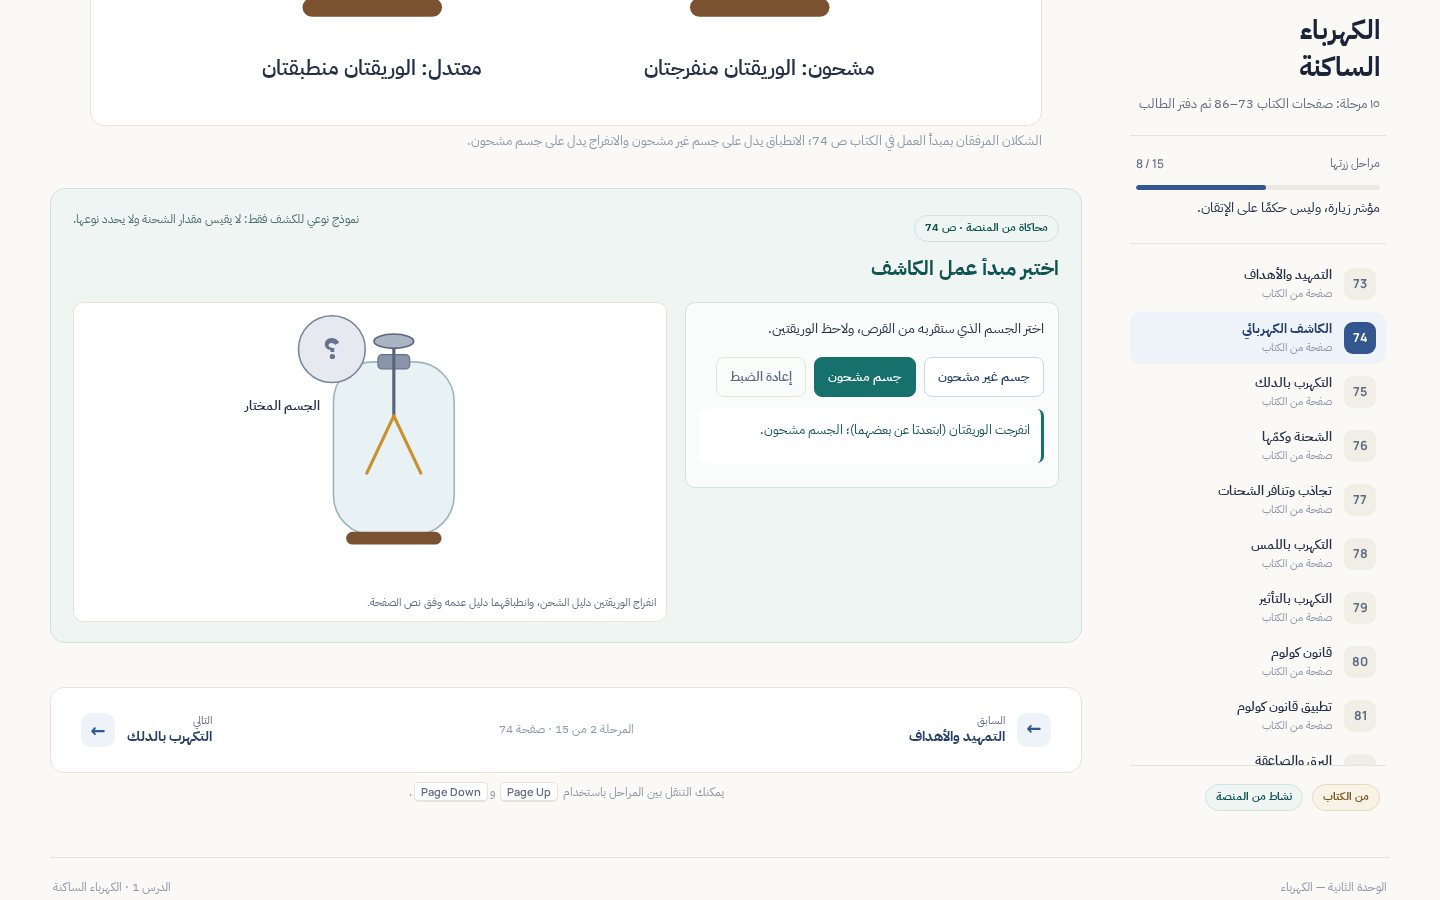 الكهرباء
الساكنة
١٥ مرحلة: صفحات الكتاب 73–86 ثم دفتر الطالب
مراحل زرتها
8 / 15
مؤشر زيارة، وليس حكمًا على الإتقان.
73
التمهيد والأهداف
صفحة من الكتاب
74
الكاشف الكهربائي
صفحة من الكتاب
75
التكهرب بالدلك
صفحة من الكتاب
76
الشحنة وكمّها
صفحة من الكتاب
77
تجاذب وتنافر الشحنات
صفحة من الكتاب
78
التكهرب باللمس
صفحة من الكتاب
79
التكهرب بالتأثير
صفحة من الكتاب
80
قانون كولوم
صفحة من الكتاب
81
تطبيق قانون كولوم
صفحة من الكتاب
البرق والصاعقة
من الكتاب
نشاط من المنصة
مشحون: الوريقتان منفرجتان
معتدل: الوريقتان منطبقتان
الشكلان المرفقان بمبدأ العمل في الكتاب ص 74؛ الانطباق يدل على جسم غير مشحون والانفراج يدل على جسم مشحون.
محاكاة من المنصة · ص 74
نموذج نوعي للكشف فقط: لا يقيس مقدار الشحنة ولا يحدد نوعها.
اختبر مبدأ عمل الكاشف
اختر الجسم الذي ستقربه من القرص، ولاحظ الوريقتين.
جسم غير مشحون
جسم مشحون
إعادة الضبط
انفرجت الوريقتان (ابتعدتا عن بعضهما)؛ الجسم مشحون.
؟
الجسم المختار
انفراج الوريقتين دليل الشحن، وانطباقهما دليل عدمه وفق نص الصفحة.
السابق
التمهيد والأهداف
المرحلة 2 من 15 · صفحة 74
التالي
التكهرب بالدلك
يمكنك التنقل بين المراحل باستخدام Page Up و Page Down .
الوحدة الثانية — الكهرباء
الدرس 1 · الكهرباء الساكنة